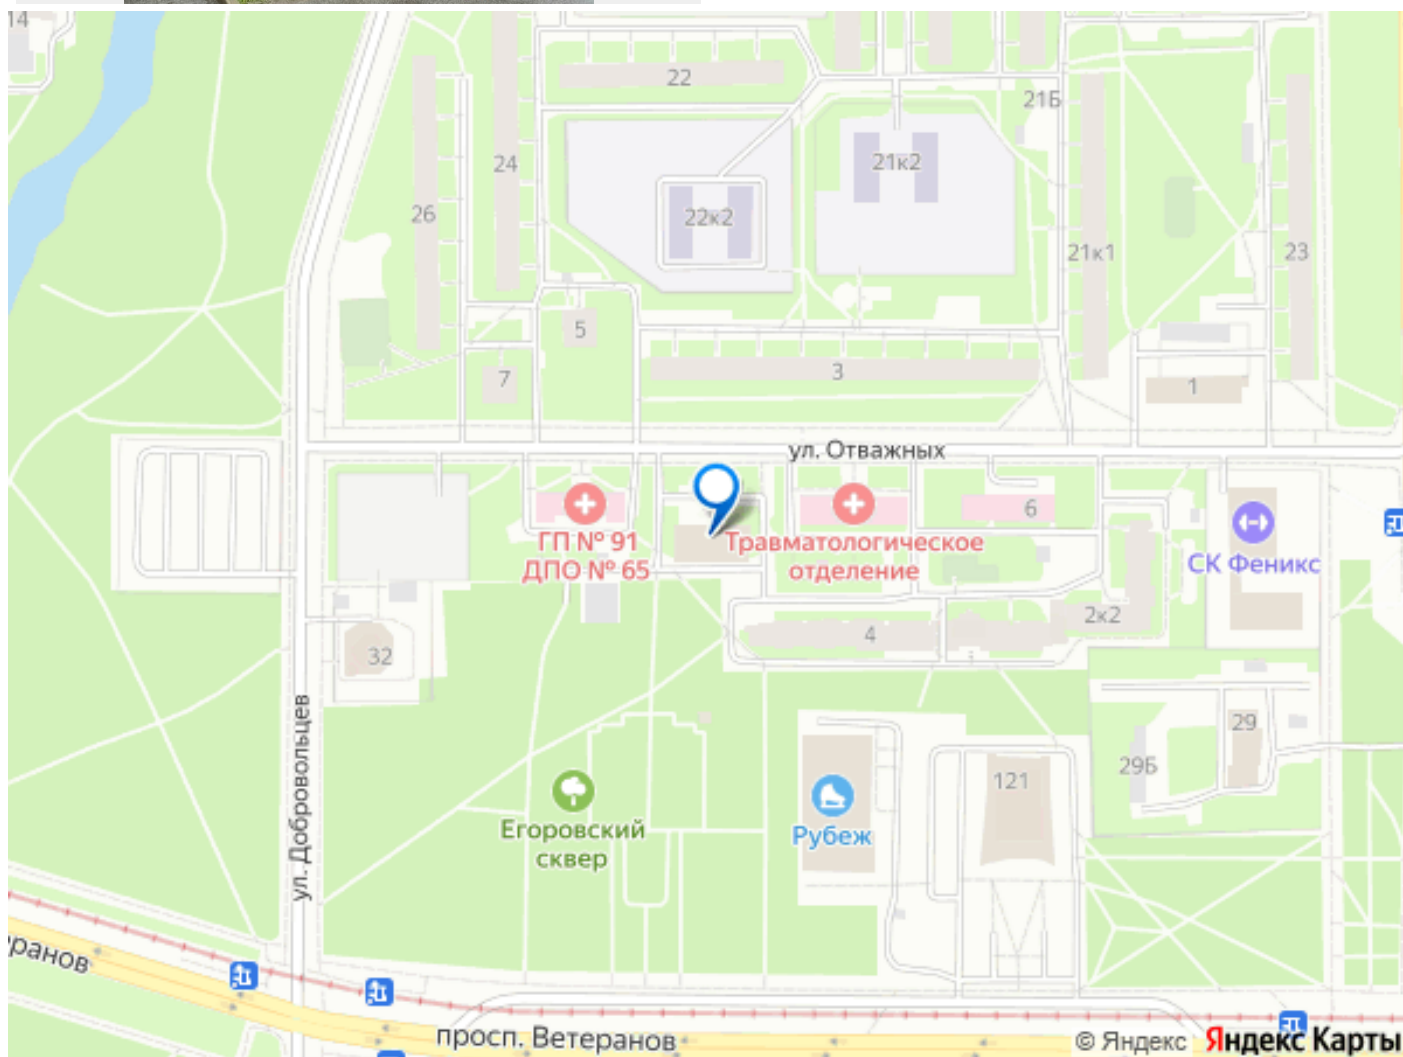 14
22
21Б
24
21к2
26
22к2
21к1
23
5
7
3
1
ул. Отважных
6
ГП № 91
ДПО № 65
Травматологическое
отделение
СК Феникс
2к2
4
32
ул. Добровольцев
29
29Б
121
Егоровский
сквер
Рубеж
еранов
просп. Ветеранов
© Яндекс Яндекс Карты